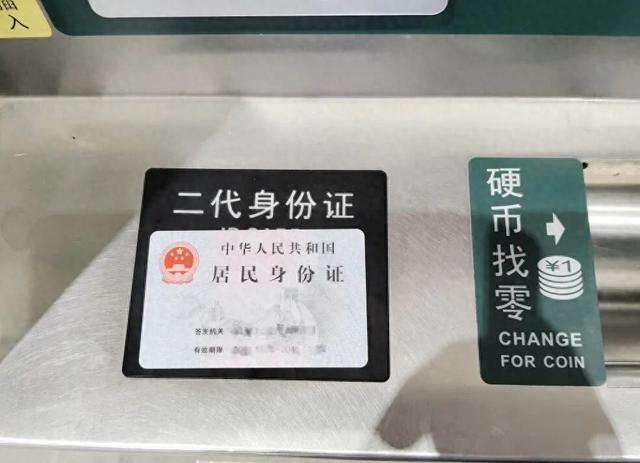 入
二代身份证
中华人民共和国
居民身份证
签发机关
有效期限
硬
币
找
零
¥1
CHANGE
FOR COIN